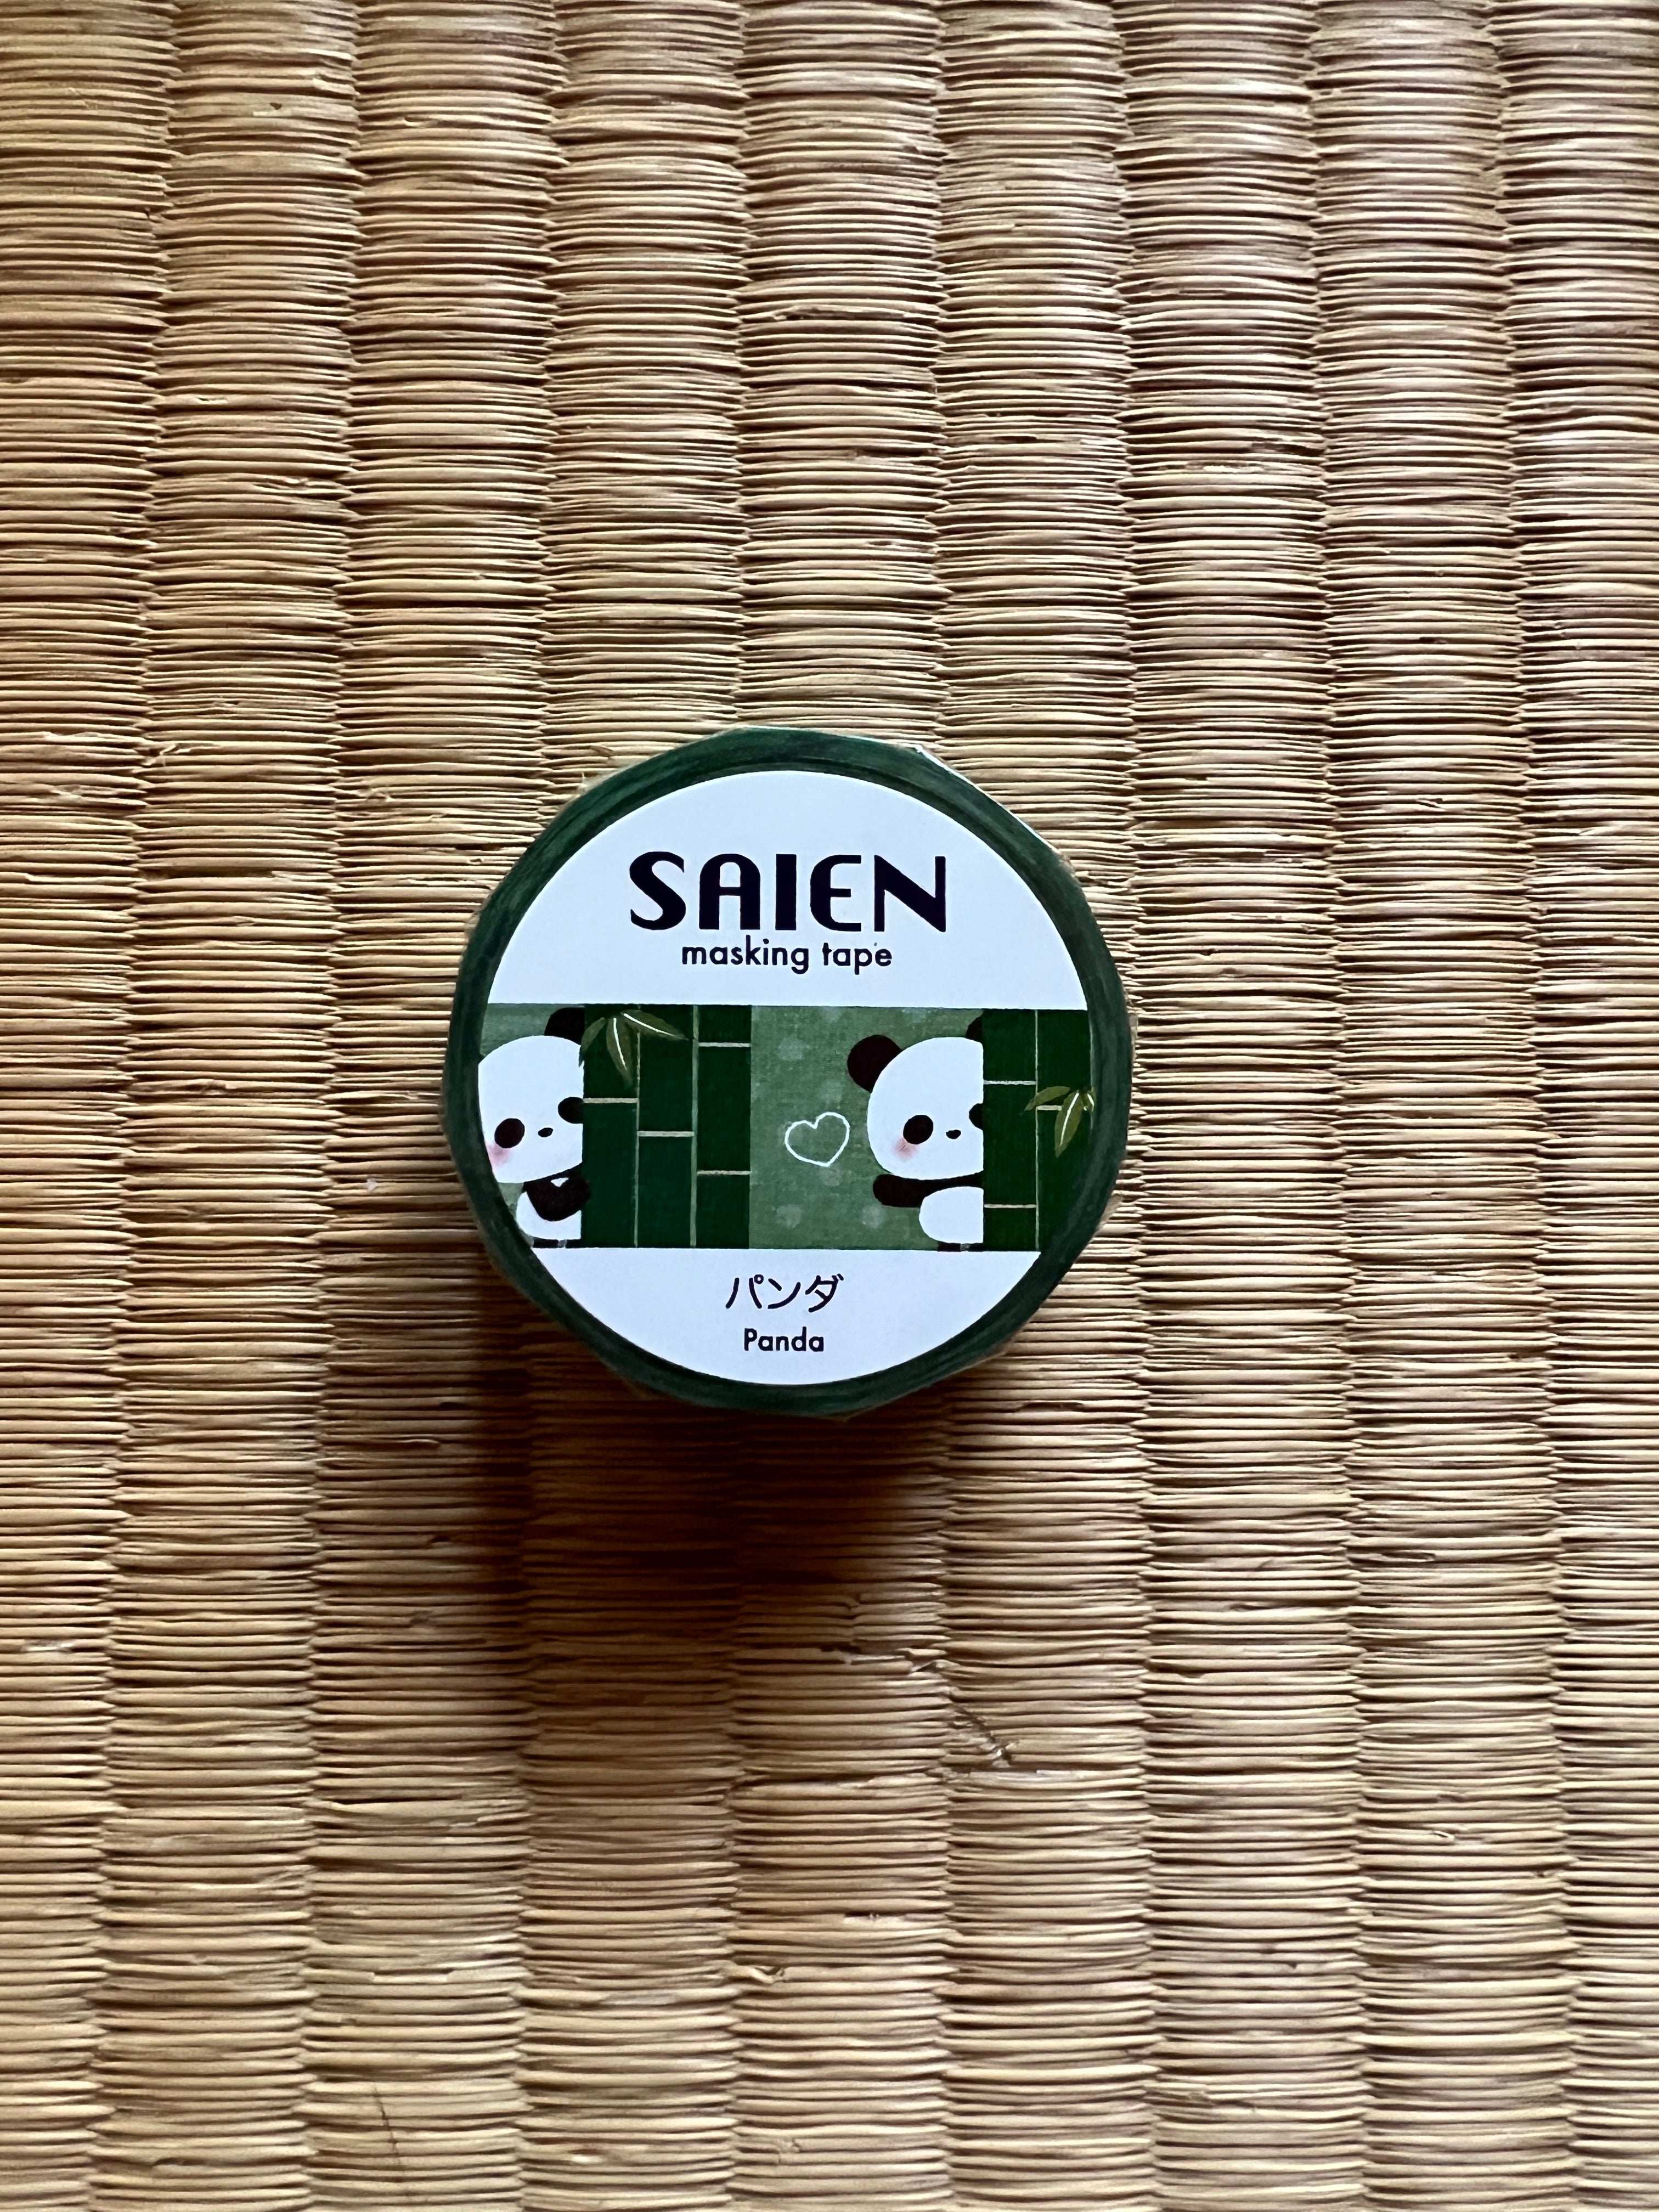 SAIEN
masking tape
パンダ
Panda